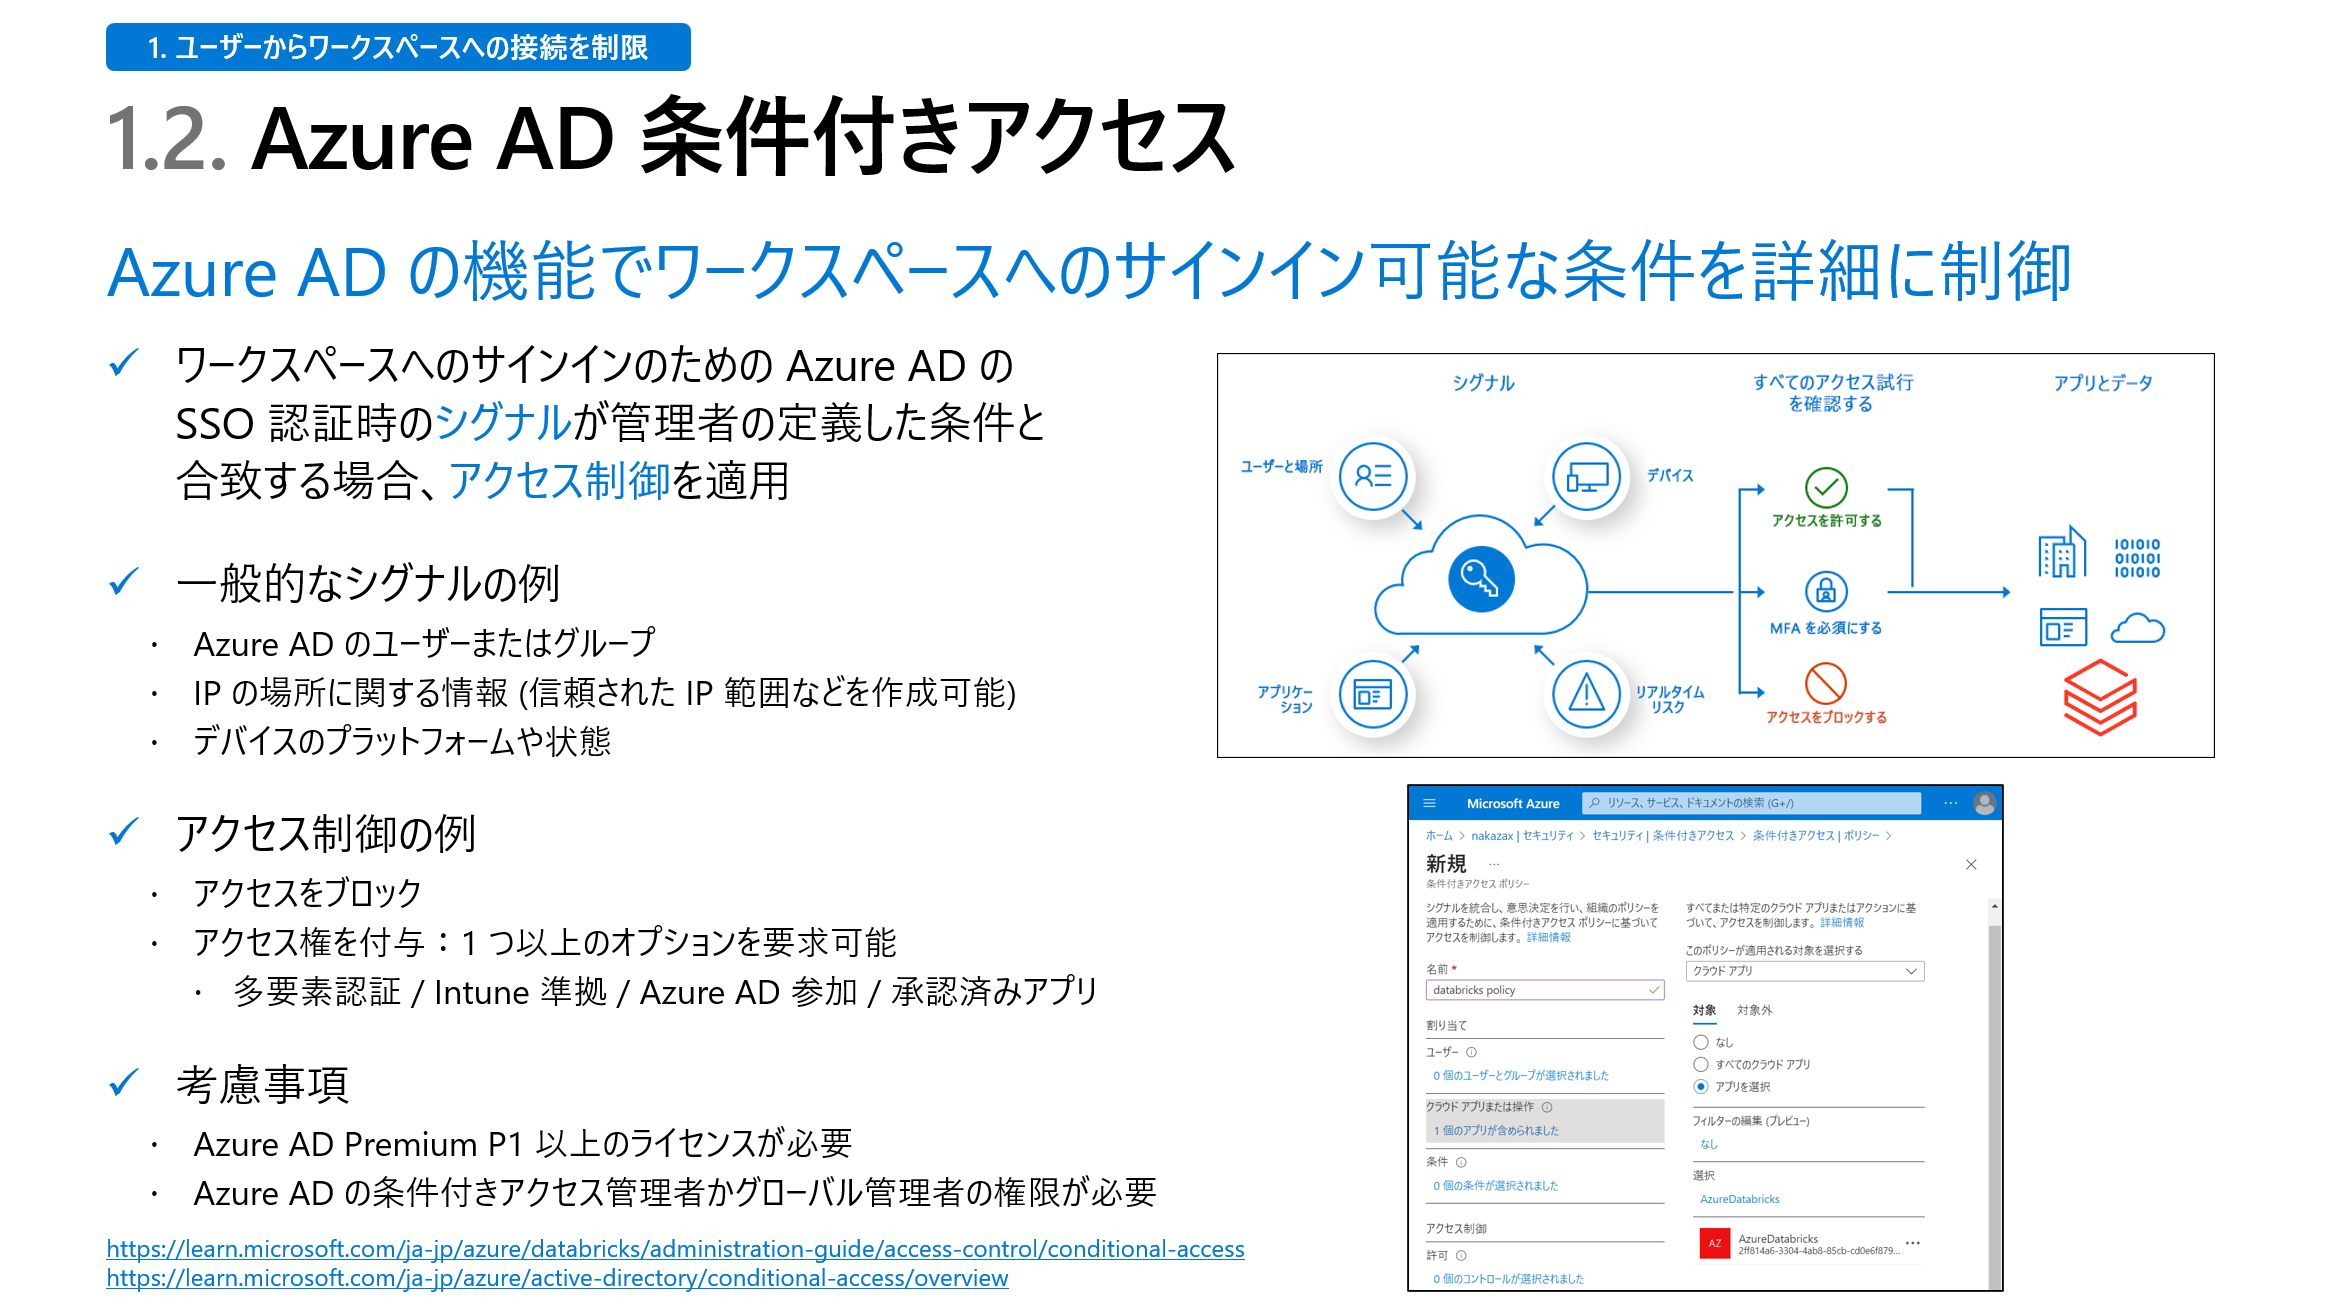 1. ユーザーからワークスペースへの接続を制限
1.2. Azure AD 条件付きアクセス
Azure AD の機能でワークスペースへのサインイン可能な条件を詳細に制御
✓ ワークスペースへのサインインのための Azure AD の
SSO 認証時のシグナルが管理者の定義した条件と
合致する場合、アクセス制御を適用
✓ 一般的なシグナルの例
・ Azure AD のユーザーまたはグループ
・ IP の場所に関する情報 (信頼された IP 範囲などを作成可能)
・ デバイスのプラットフォームや状態
✓ アクセス制御の例
・ アクセスをブロック
・ アクセス権を付与：1 つ以上のオプションを要求可能
・ 多要素認証 / Intune 準拠 / Azure AD 参加 / 承認済みアプリ
✓ 考慮事項
・ Azure AD Premium P1 以上のライセンスが必要
・ Azure AD の条件付きアクセス管理者かグローバル管理者の権限が必要
https://learn.microsoft.com/ja-jp/azure/databricks/administration-guide/access-control/conditional-access
https://learn.microsoft.com/ja-jp/azure/active-directory/conditional-access/overview
シグナル
すべてのアクセス試行
を確認する
アプリとデータ
ユーザーと場所
デバイス
アクセスを許可する
MFA を必須にする
アプリケー
ション
リアルタイム
リスク
アクセスをブロックする
101010
010101
101010
Microsoft Azure
リソース、サービス、ドキュメントの検索 (G+/)
ホーム > nakazax | セキュリティ > セキュリティ | 条件付きアクセス > 条件付きアクセス | ポリシー >
新規 …
条件付きアクセス ポリシー
シグナルを統合し、意思決定を行い、組織のポリシーを
適用するために、条件付きアクセス ポリシーに基づいて
アクセスを制御します。 詳細情報
名前 *
databricks policy
割り当て
ユーザー
0 個のユーザーとグループが選択されました
クラウド アプリまたは操作
1 個のアプリが含められました
条件
0 個の条件が選択されました
アクセス制御
許可
0 個のコントロールが選択されました
すべてまたは特定のクラウド アプリまたはアクションに基
づいて、アクセスを制御します。 詳細情報
このポリシーが適用される対象を選択する
クラウド アプリ
対象 対象外
なし
すべてのクラウド アプリ
アプリを選択
フィルターの編集 (プレビュー)
なし
選択
AzureDatabricks
AZ
AzureDatabricks
2ff814a6-3304-4ab8-85cb-cd0e6f879...